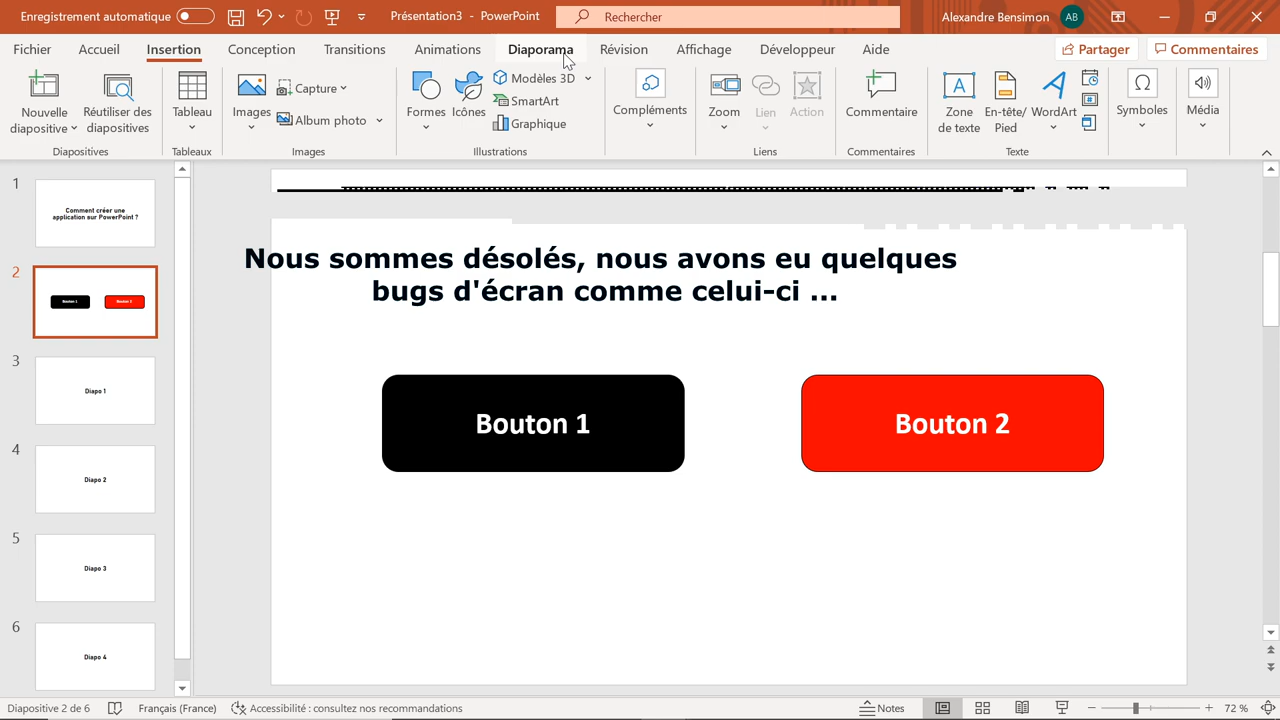 Enregistrement automatique
Présentation3 - PowerPoint
Rechercher
Alexandre Bensimon
AB
Fichier Accueil Insertion Conception Transitions Animations Diaporama Révision Affichage Développeur Aide
Partager
Commentaires
Nouvelle diapositive
Réutiliser des diapositives
Diapositives
Tableau
Tableaux
Images
Capture
Album photo
Images
Formes
Icônes
Modèles 3D
SmartArt
Graphique
Illustrations
Compléments
Zoom
Lien
Action
Liens
Commentaire
Commentaires
Zone de texte
En-tête/ Pied
WordArt
Texte
Symboles
Média
1
Comment créer une
application sur PowerPoint ?
2
Bouton 1
Bouton 2
3
Diapo 1
4
Diapo 2
5
Diapo 3
6
Diapo 4
Nous sommes désolés, nous avons eu quelques
bugs d'écran comme celui-ci ...
Bouton 1
Bouton 2
Diapositive 2 de 6
Français (France)
Accessibilité : consultez nos recommandations
Notes
72 %